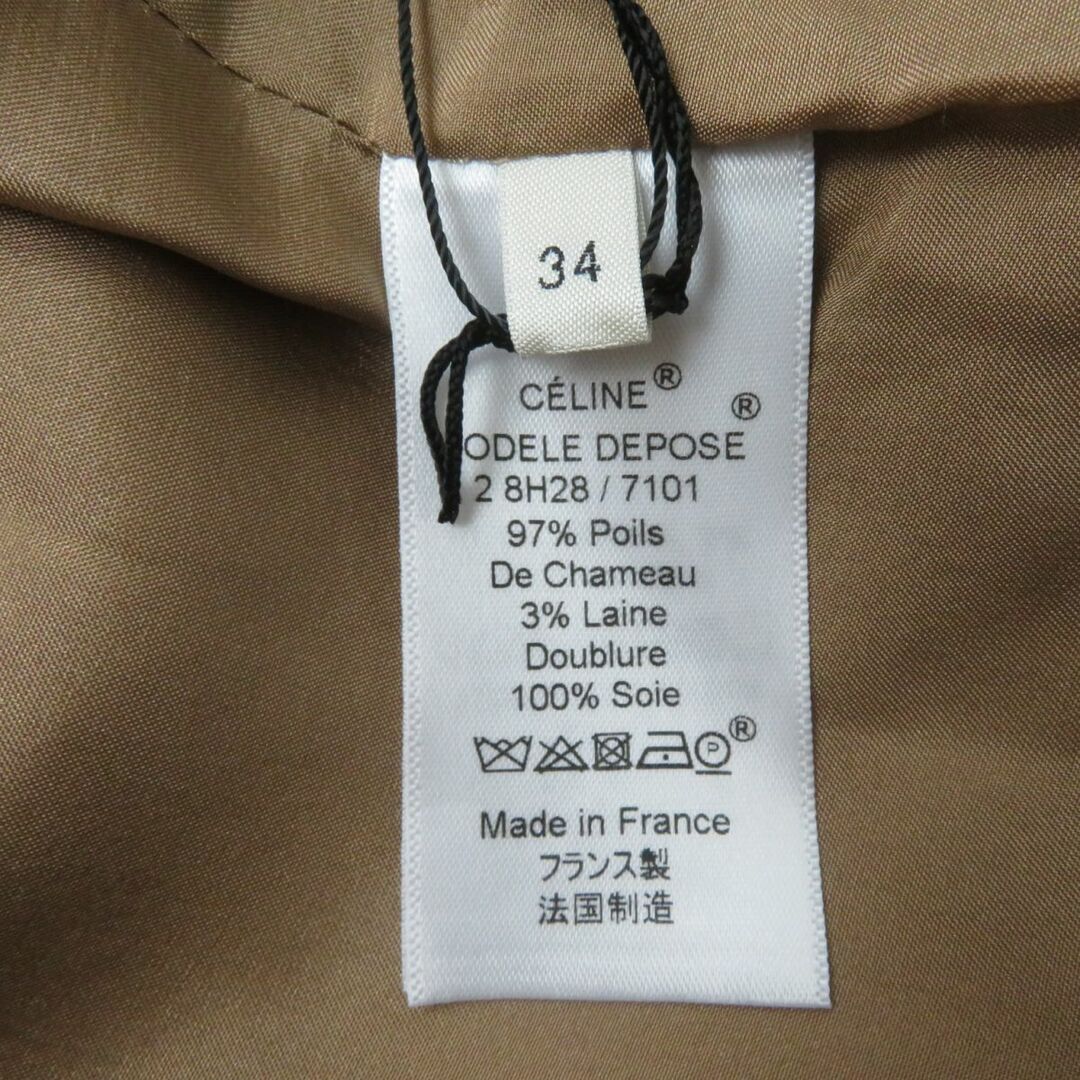 34
CÉLINE®
ODELE DEPOSE®
2 8H28 / 7101
97% Poils
De Chameau
3% Laine
Doublure
100% Soie
P ®
Made in France
フランス製
法国制造